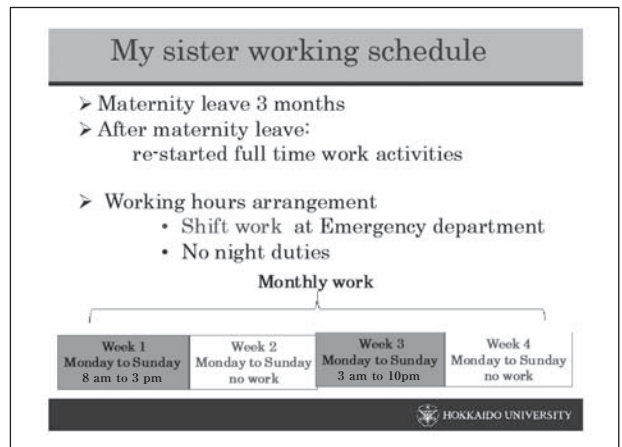 My sister working schedule
➢ Maternity leave 3 months
➢ After maternity leave:
re-started full time work activities
➢ Working hours arrangement
• Shift work at Emergency department
• No night duties
Monthly work
Week 1
Monday to Sunday
8 am to 3 pm
Week 2
Monday to Sunday
no work
Week 3
Monday to Sunday
3 am to 10pm
Week 4
Monday to Sunday
no work
HOKKAIDO UNIVERSITY